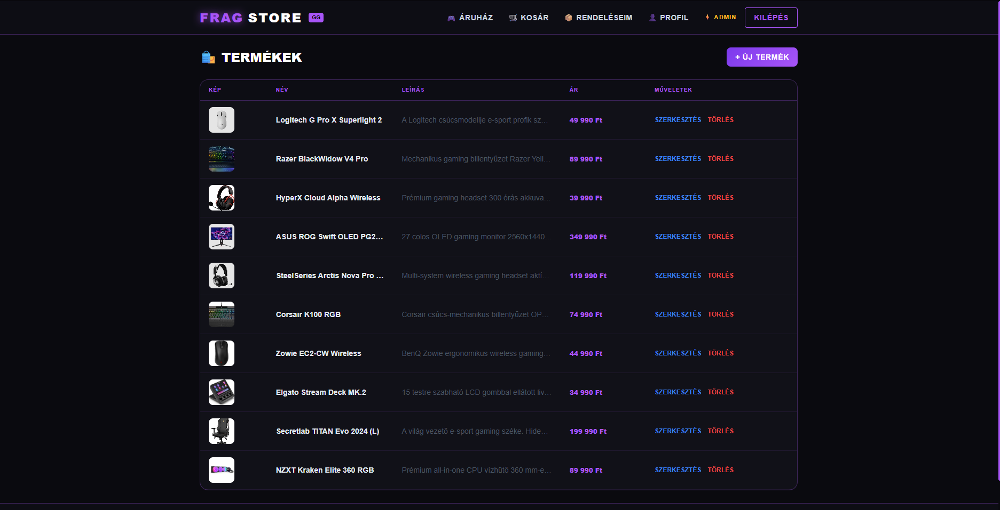 FRAG STORE GG
ÁRUHÁZ KOSÁR RENDELÉSEIM PROFIL ADMIN KILÉPÉS
TERMÉKEK
+ ÚJ TERMÉK
KÉP NÉV LEÍRÁS ÁR MŰVELETEK
Logitech G Pro X Superlight 2 A Logitech csúcsmodellje e-sport profik sz... 49 990 Ft SZERKESZTÉS TÖRLÉS
Razer BlackWidow V4 Pro Mechanikus gaming billentyűzet Razer Yell... 89 990 Ft SZERKESZTÉS TÖRLÉS
HyperX Cloud Alpha Wireless Prémium gaming headset 300 órás akkuva... 39 990 Ft SZERKESZTÉS TÖRLÉS
ASUS ROG Swift OLED PG2... 27 colos OLED gaming monitor 2560x1440... 349 990 Ft SZERKESZTÉS TÖRLÉS
SteelSeries Arctis Nova Pro ... Multi-system wireless gaming headset aktí... 119 990 Ft SZERKESZTÉS TÖRLÉS
Corsair K100 RGB Corsair csúcs-mechanikus billentyűzet OP... 74 990 Ft SZERKESZTÉS TÖRLÉS
Zowie EC2-CW Wireless BenQ Zowie ergonomikus wireless gaming... 44 990 Ft SZERKESZTÉS TÖRLÉS
Elgato Stream Deck MK.2 15 testre szabható LCD gombbal ellátott liv... 34 990 Ft SZERKESZTÉS TÖRLÉS
Secretlab TITAN Evo 2024 (L) A világ vezető e-sport gaming széke. Hide... 199 990 Ft SZERKESZTÉS TÖRLÉS
NZXT Kraken Elite 360 RGB Prémium all-in-one CPU vízhűtő 360 mm-e... 89 990 Ft SZERKESZTÉS TÖRLÉS